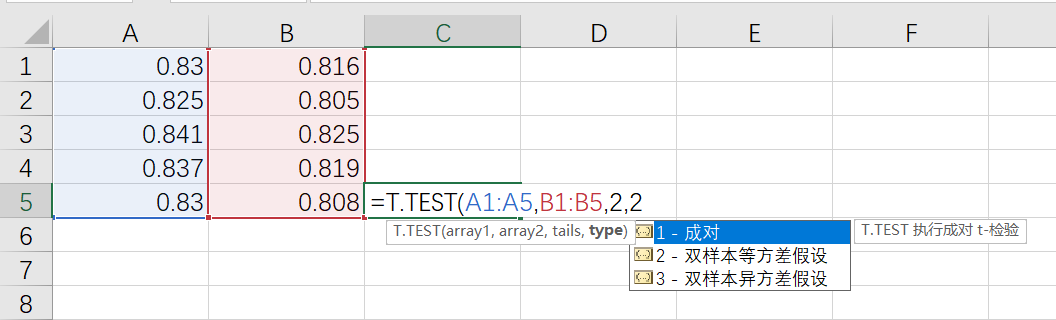 A B C D E F
1 0.83 0.816
2 0.825 0.805
3 0.841 0.825
4 0.837 0.819
5 0.83 0.808 =T.TEST(A1:A5,B1:B5,2,2
6 T.TEST(array1, array2, tails, type) 1 - 成对 T.TEST 执行成对 t-检验
2 - 双样本等方差假设
7 3 - 双样本异方差假设
8